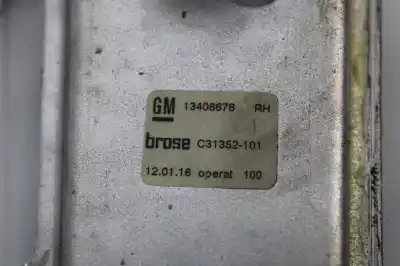 GM 13408678 RH
brose C31352-101
12.01.16 operat 100